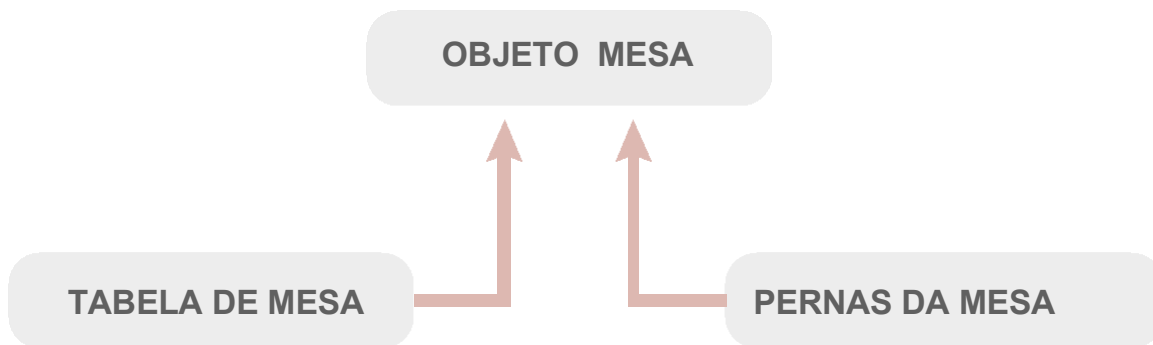 OBJETO MESA
TABELA DE MESA
PERNAS DA MESA